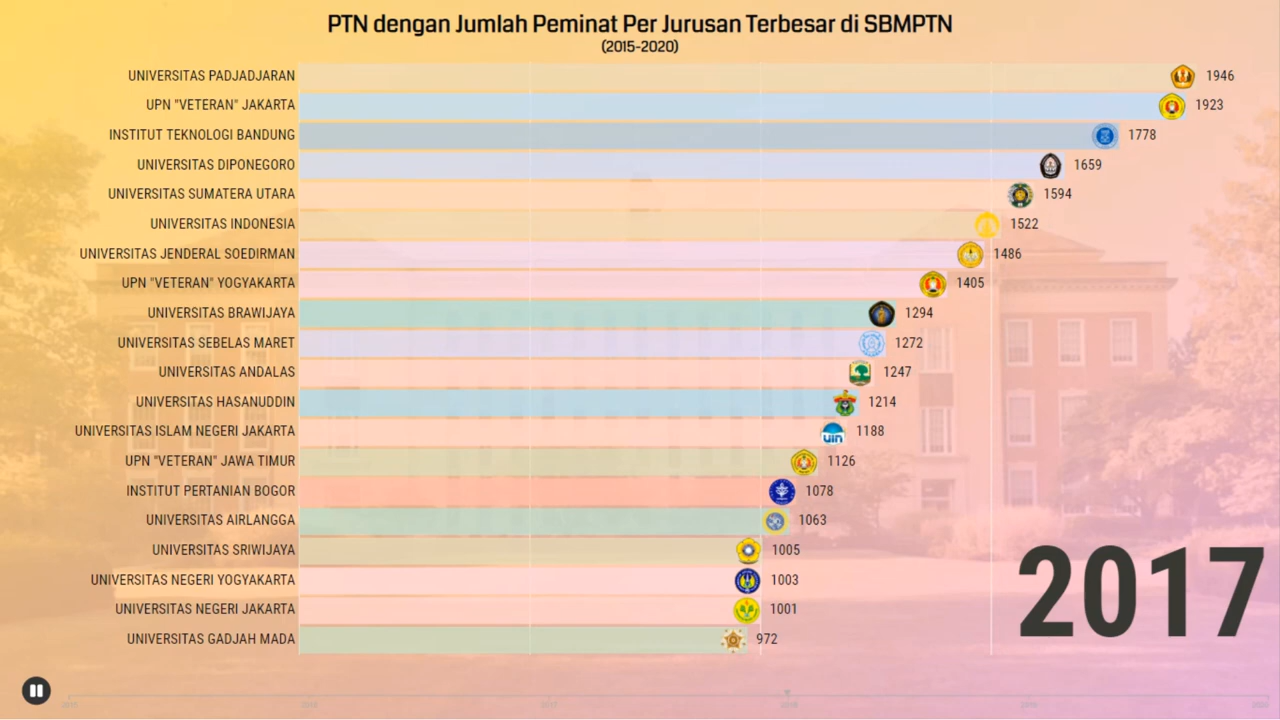 PTN dengan Jumlah Peminat Per Jurusan Terbesar di SBMPTN
(2015-2020)
UNIVERSITAS PADJADJARAN 1946
UPN "VETERAN" JAKARTA 1923
INSTITUT TEKNOLOGI BANDUNG 1778
UNIVERSITAS DIPONEGORO 1659
UNIVERSITAS SUMATERA UTARA 1594
UNIVERSITAS INDONESIA 1522
UNIVERSITAS JENDERAL SOEDIRMAN 1486
UPN "VETERAN" YOGYAKARTA 1405
UNIVERSITAS BRAWIJAYA 1294
UNIVERSITAS SEBELAS MARET 1272
UNIVERSITAS ANDALAS 1247
UNIVERSITAS HASANUDDIN 1214
UNIVERSITAS ISLAM NEGERI JAKARTA uin 1188
UPN "VETERAN" JAWA TIMUR 1126
INSTITUT PERTANIAN BOGOR 1078
UNIVERSITAS AIRLANGGA 1063
UNIVERSITAS SRIWIJAYA 1005
UNIVERSITAS NEGERI YOGYAKARTA 1003
UNIVERSITAS NEGERI JAKARTA 1001
UNIVERSITAS GADJAH MADA 972
2017